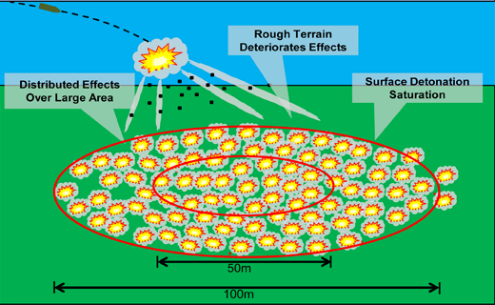 Rough Terrain
Deteriorates Effects
Distributed Effects
Over Large Area
Surface Detonation
Saturation
50m
100m